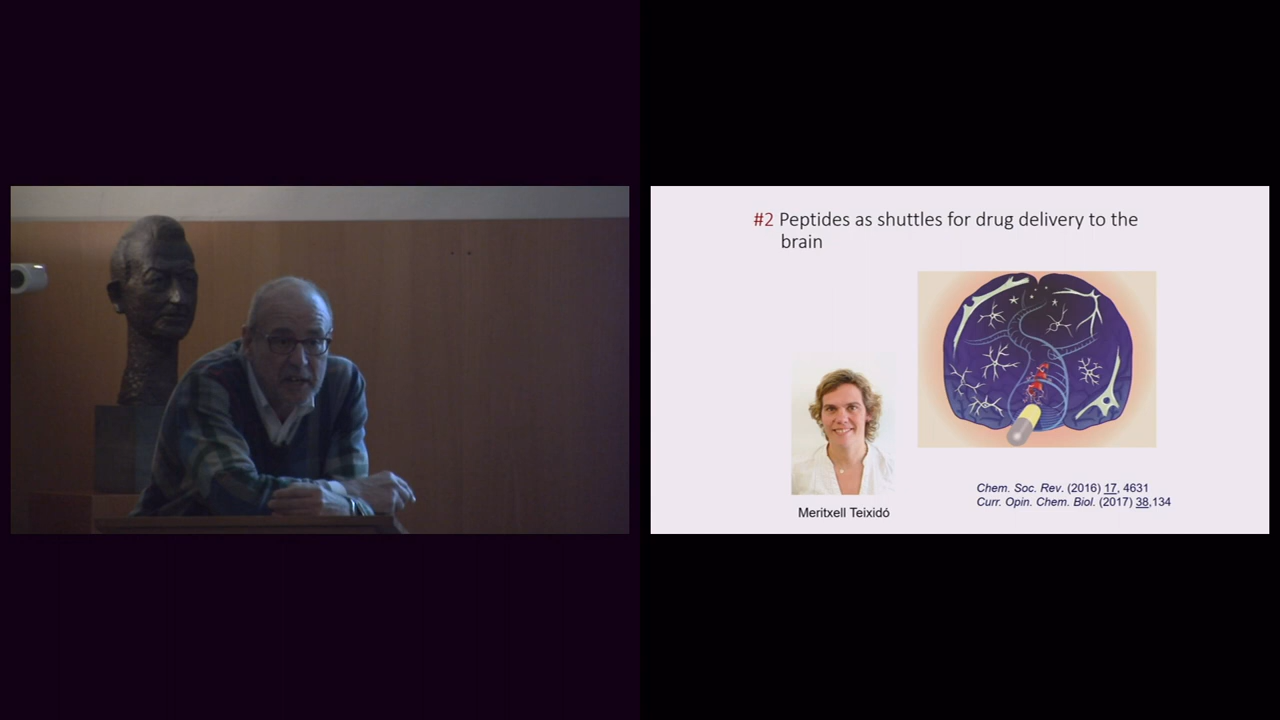 #2 Peptides as shuttles for drug delivery to the
brain
Chem. Soc. Rev. (2016) 17, 4631
Curr. Opin. Chem. Biol. (2017) 38,134
Meritxell Teixidó